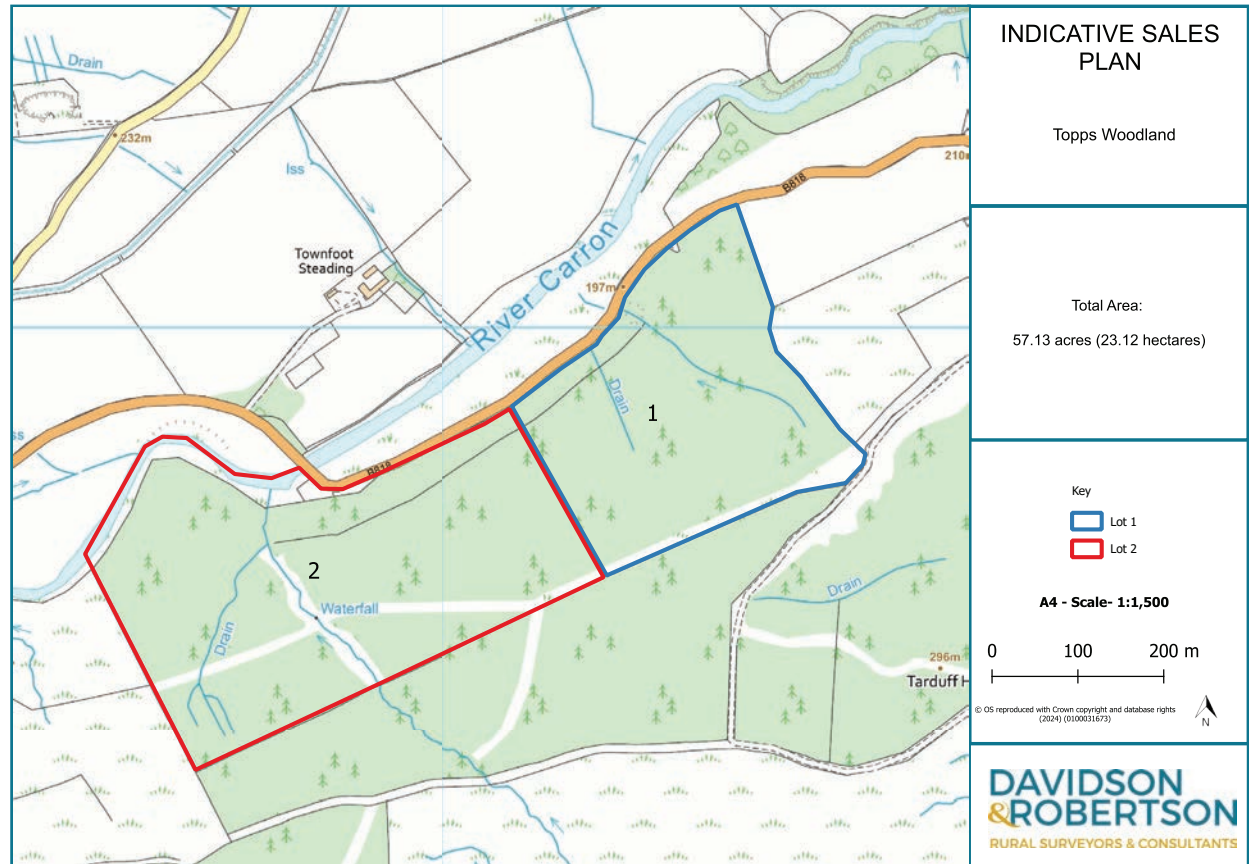 INDICATIVE SALES
PLAN
Topps Woodland
Total Area:
57.13 acres (23.12 hectares)
Key
Lot 1
Lot 2
A4 - Scale- 1:1,500
0 100 200 m
© OS reproduced with Crown copyright and database rights
(2024) (0100031673)
N
DAVIDSON
&ROBERTSON
RURAL SURVEYORS & CONSULTANTS
Drain
232m
Iss
Townfoot
Steading
River Carron
B818
210m
197m
Drain
1
ss
B818
2
Waterfall
Drain
Drain
296m
Tarduff H